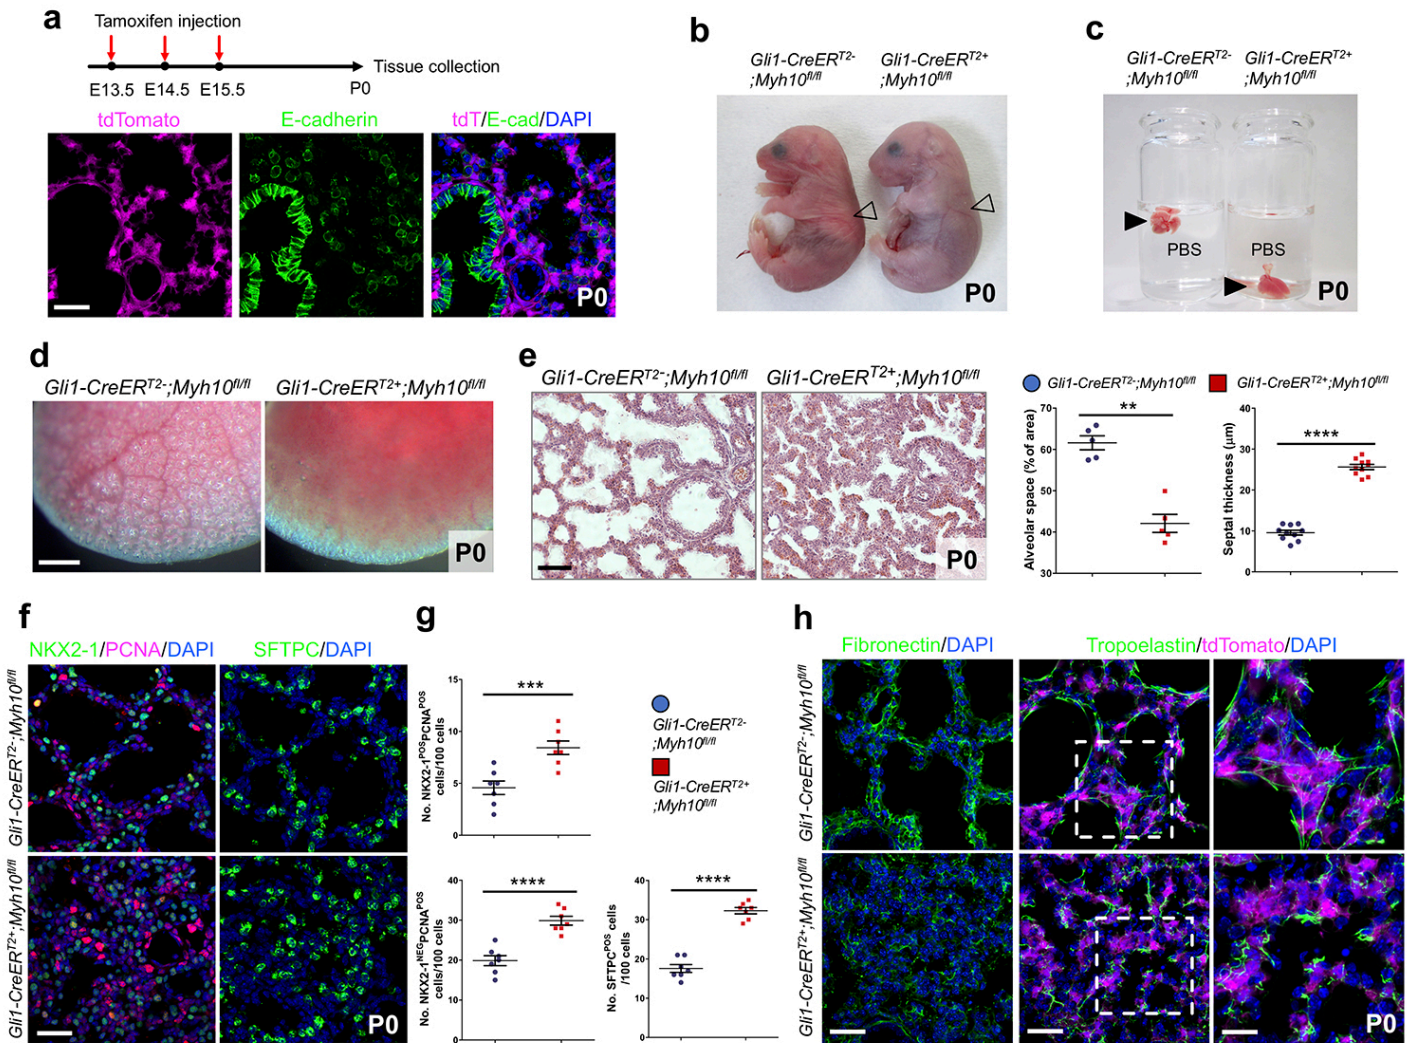 a
Tamoxifen injection
E13.5 E14.5 E15.5 P0
Tissue collection
tdTomato
E-cadherin
tdT/E-cad/DAPI
P0
b
Gli1-CreERT2-
;Myh10fl/fl
Gli1-CreERT2+
;Myh10fl/fl
P0
c
Gli1-CreERT2-
;Myh10fl/fl
Gli1-CreERT2+
;Myh10fl/fl
PBS
PBS
P0
d
Gli1-CreERT2-;Myh10fl/fl
Gli1-CreERT2+;Myh10fl/fl
P0
e
Gli1-CreERT2-;Myh10fl/fl
Gli1-CreERT2+;Myh10fl/fl
P0
Gli1-CreERT2-;Myh10fl/fl
Gli1-CreERT2+;Myh10fl/fl
Alveolar space (% of area)
70
60
50
40
30
**
Septal thickness (µm)
40
30
20
10
0
****
f
NKX2-1/PCNA/DAPI
SFTPC/DAPI
Gli1-CreERT2-;Myh10fl/fl
Gli1-CreERT2+;Myh10fl/fl
P0
g
No. NKX2-1POSPCNAPOS
cells/100 cells
15
10
5
0
***
Gli1-CreERT2-
;Myh10fl/fl
Gli1-CreERT2+
;Myh10fl/fl
No. NKX2-1NEGPCNAPOS
cells/100 cells
40
30
20
10
0
****
No. SFTPCPOS cells
/100 cells
40
30
20
10
0
****
h
Fibronectin/DAPI
Tropoelastin/tdTomato/DAPI
Gli1-CreERT2-;Myh10fl/fl
Gli1-CreERT2+;Myh10fl/fl
P0